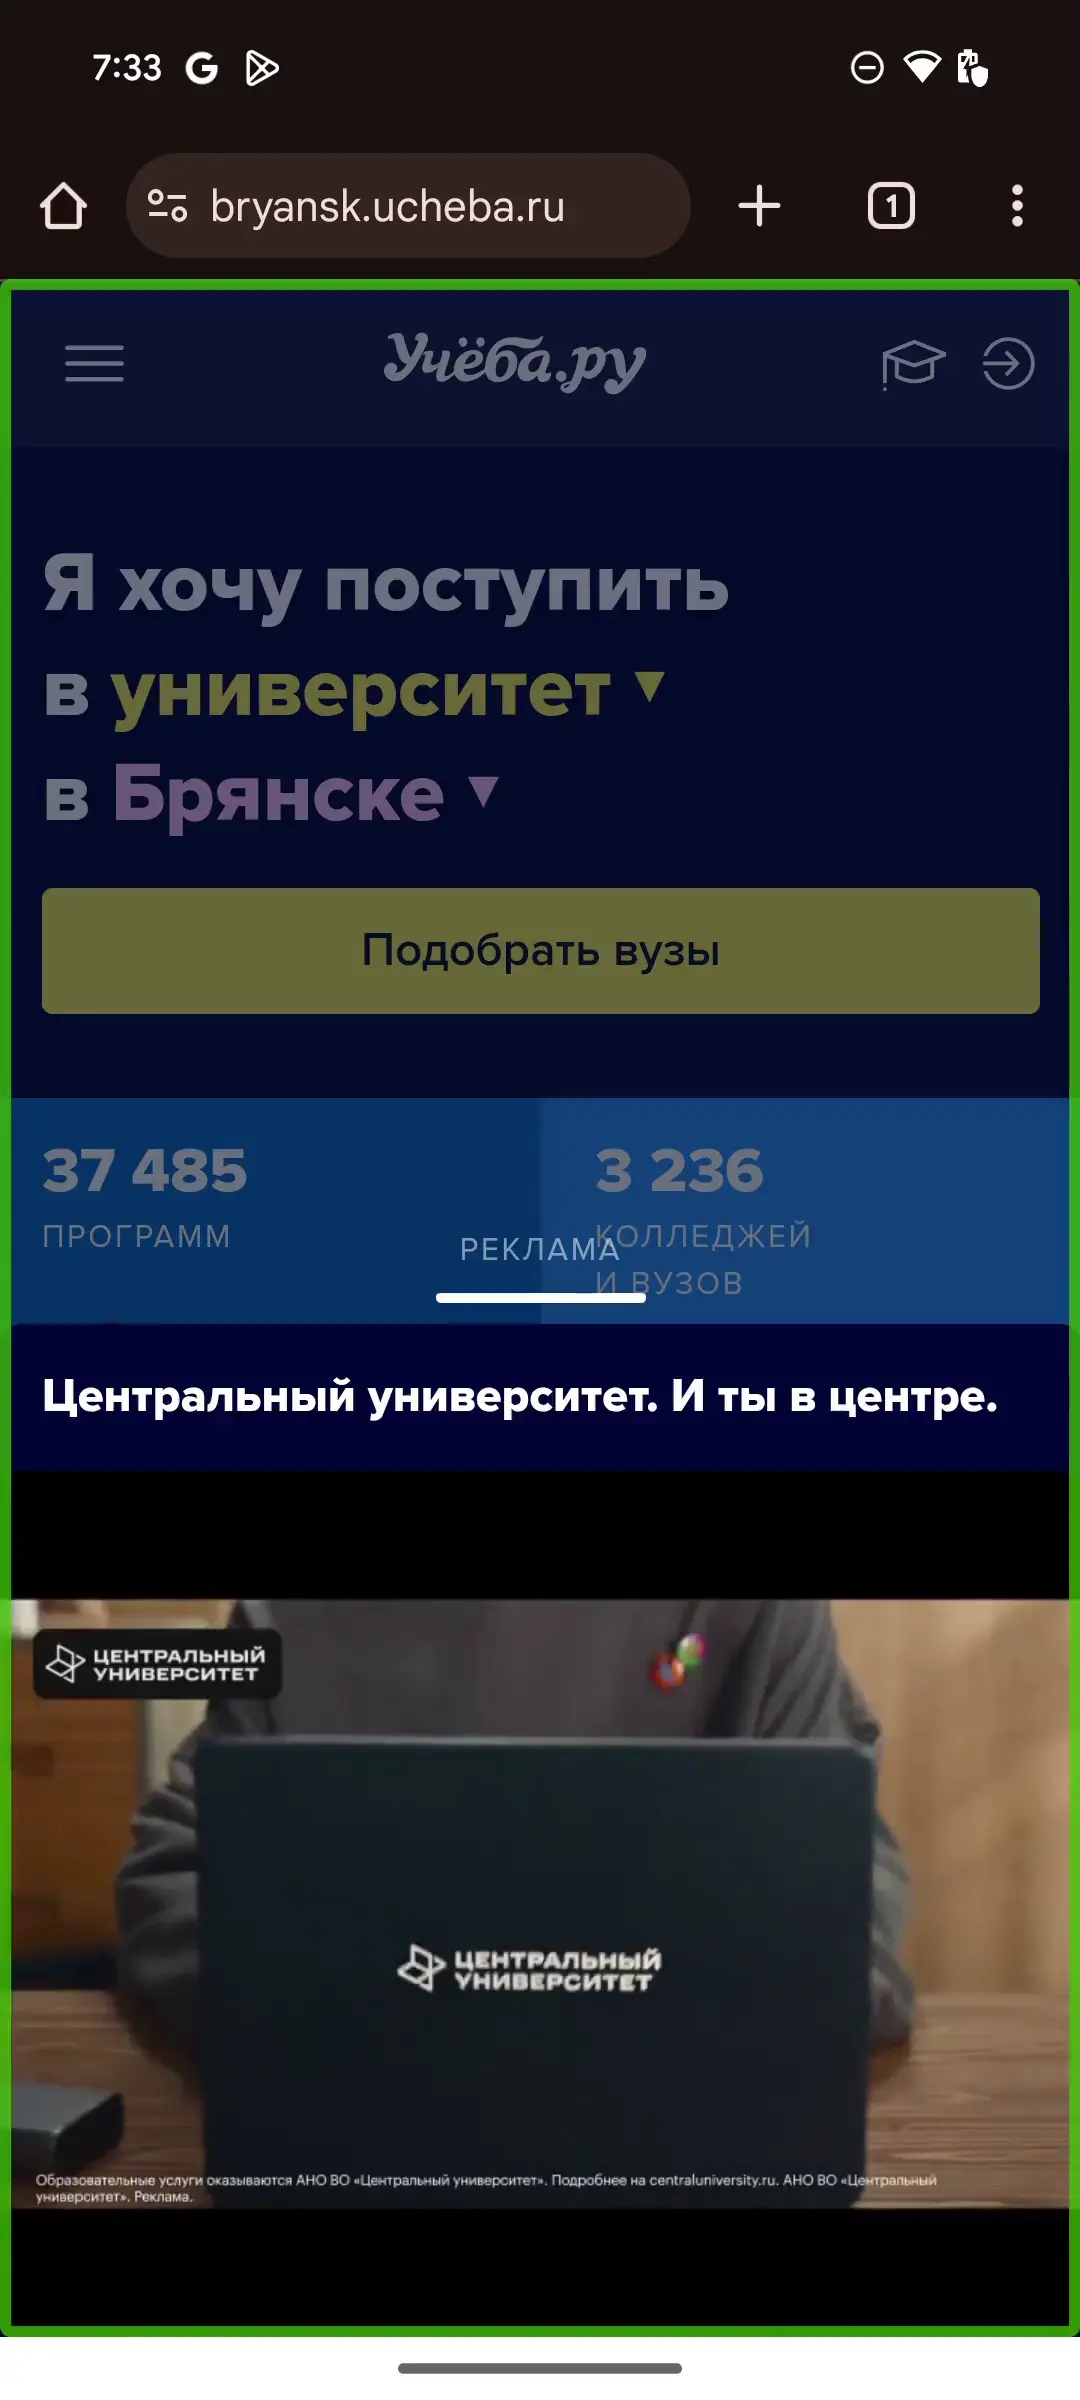 7:33
bryansk.ucheba.ru
1
Учёба.ру
Я хочу поступить
в университет ▼
в Брянске ▼
Подобрать вузы
37 485
ПРОГРАММ
3 236
КОЛЛЕДЖЕЙ
И ВУЗОВ
РЕКЛАМА
Центральный университет. И ты в центре.
ЦЕНТРАЛЬНЫЙ
УНИВЕРСИТЕТ
ЦЕНТРАЛЬНЫЙ
УНИВЕРСИТЕТ
Образовательные услуги оказываются АНО ВО «Центральный университет». Подробнее на centraluniversity.ru. АНО ВО «Центральный
университет». Реклама.